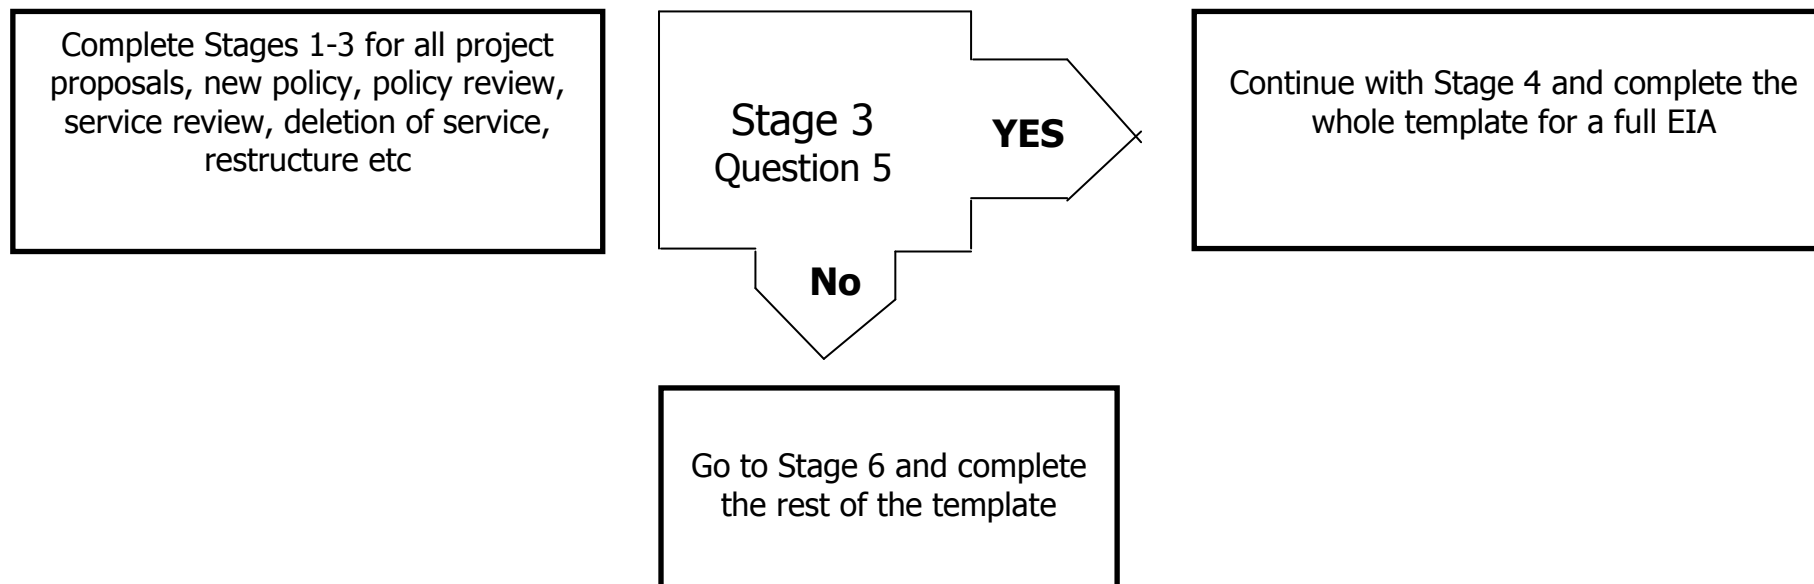 Complete Stages 1-3 for all project
proposals, new policy, policy review,
service review, deletion of service,
restructure etc
Stage 3
Question 5
YES
No
Continue with Stage 4 and complete the
whole template for a full EIA
Go to Stage 6 and complete
the rest of the template